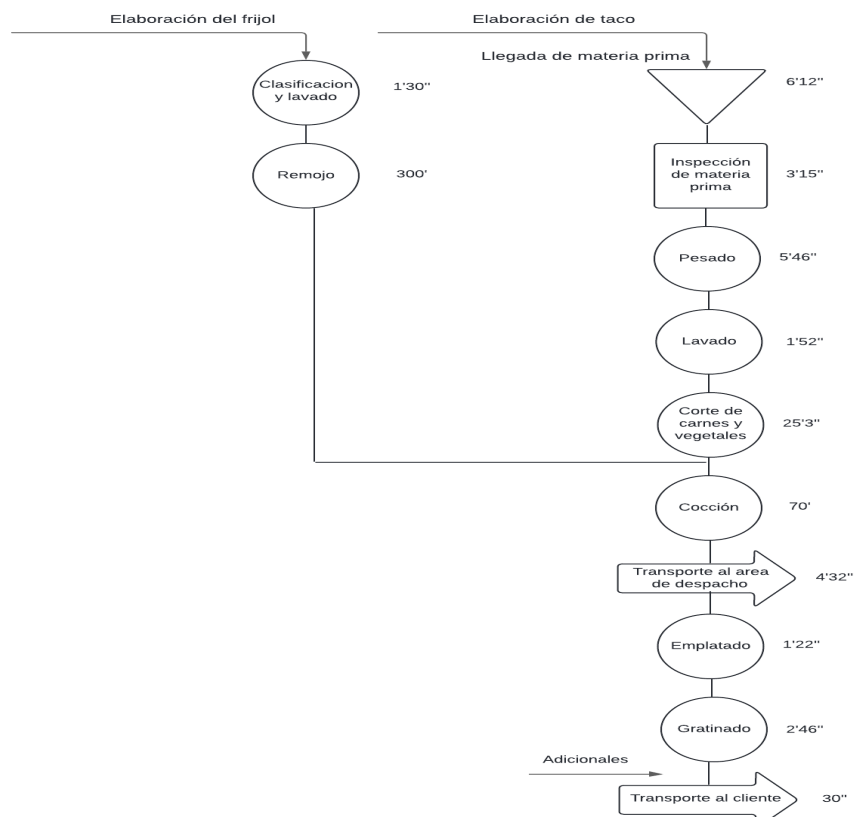 Elaboración del frijol
Elaboración de taco
Llegada de materia prima
6'12"
Clasificacion
y lavado
1'30"
Inspección
de materia
prima
3'15"
Remojo
300'
Pesado
5'46"
Lavado
1'52"
Corte de
carnes y
vegetales
25'3"
Cocción
70'
Transporte al area
de despacho
4'32"
Emplatado
1'22"
Gratinado
2'46"
Adicionales
Transporte al cliente
30"